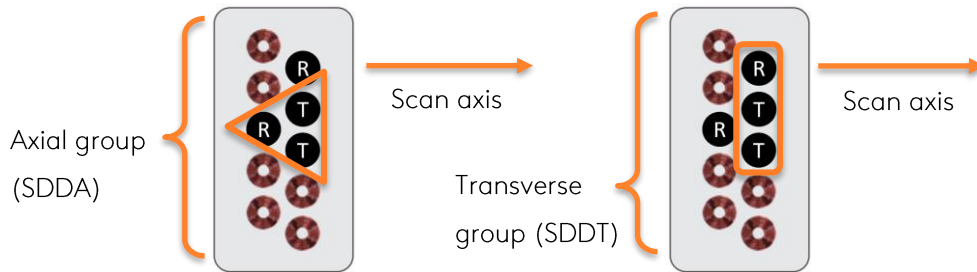 R
T
R
T
Scan axis
Axial group
(SDDA)
R
T
R
T
Scan axis
Transverse
group (SDDT)